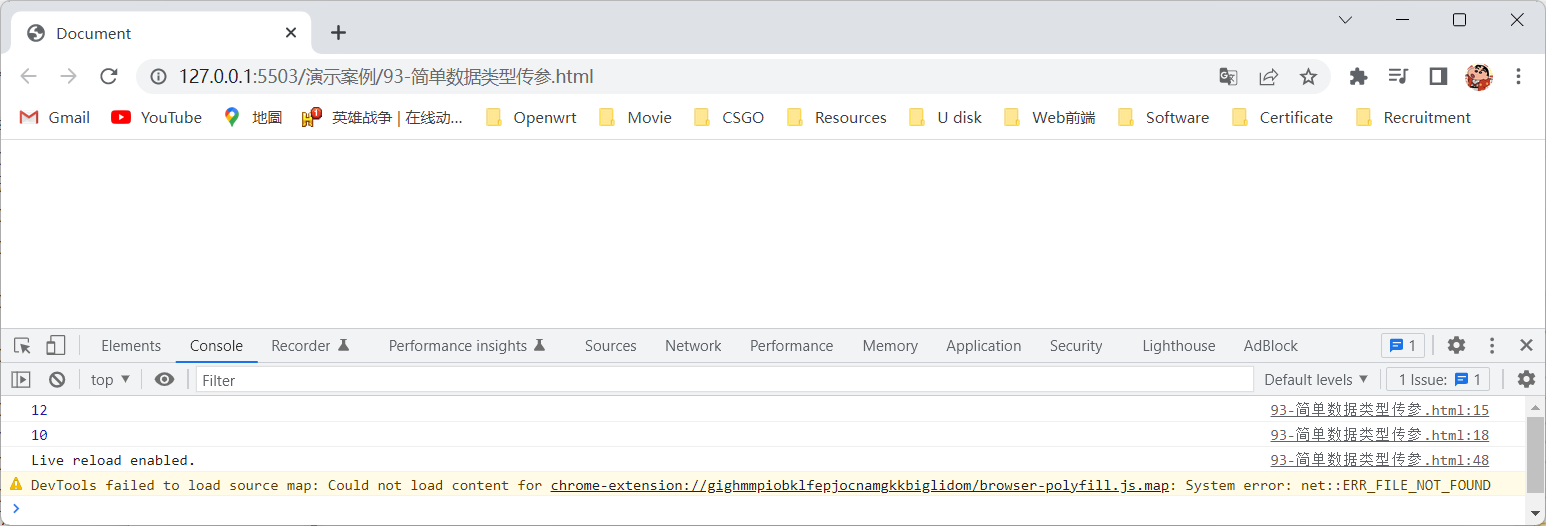 Document
127.0.0.1:5503/演示案例/93-简单数据类型传参.html
Gmail YouTube 地圖 英雄战争 | 在线动... Openwrt Movie CSGO Resources U disk Web前端 Software Certificate Recruitment
Elements Console Recorder Performance insights Sources Network Performance Memory Application Security Lighthouse AdBlock 1
top Filter Default levels 1 Issue: 1
12 93-简单数据类型传参.html:15
10 93-简单数据类型传参.html:18
Live reload enabled. 93-简单数据类型传参.html:48
DevTools failed to load source map: Could not load content for chrome-extension://gighmmpiobklfepjocnamgkkbiglidom/browser-polyfill.js.map: System error: net::ERR_FILE_NOT_FOUND